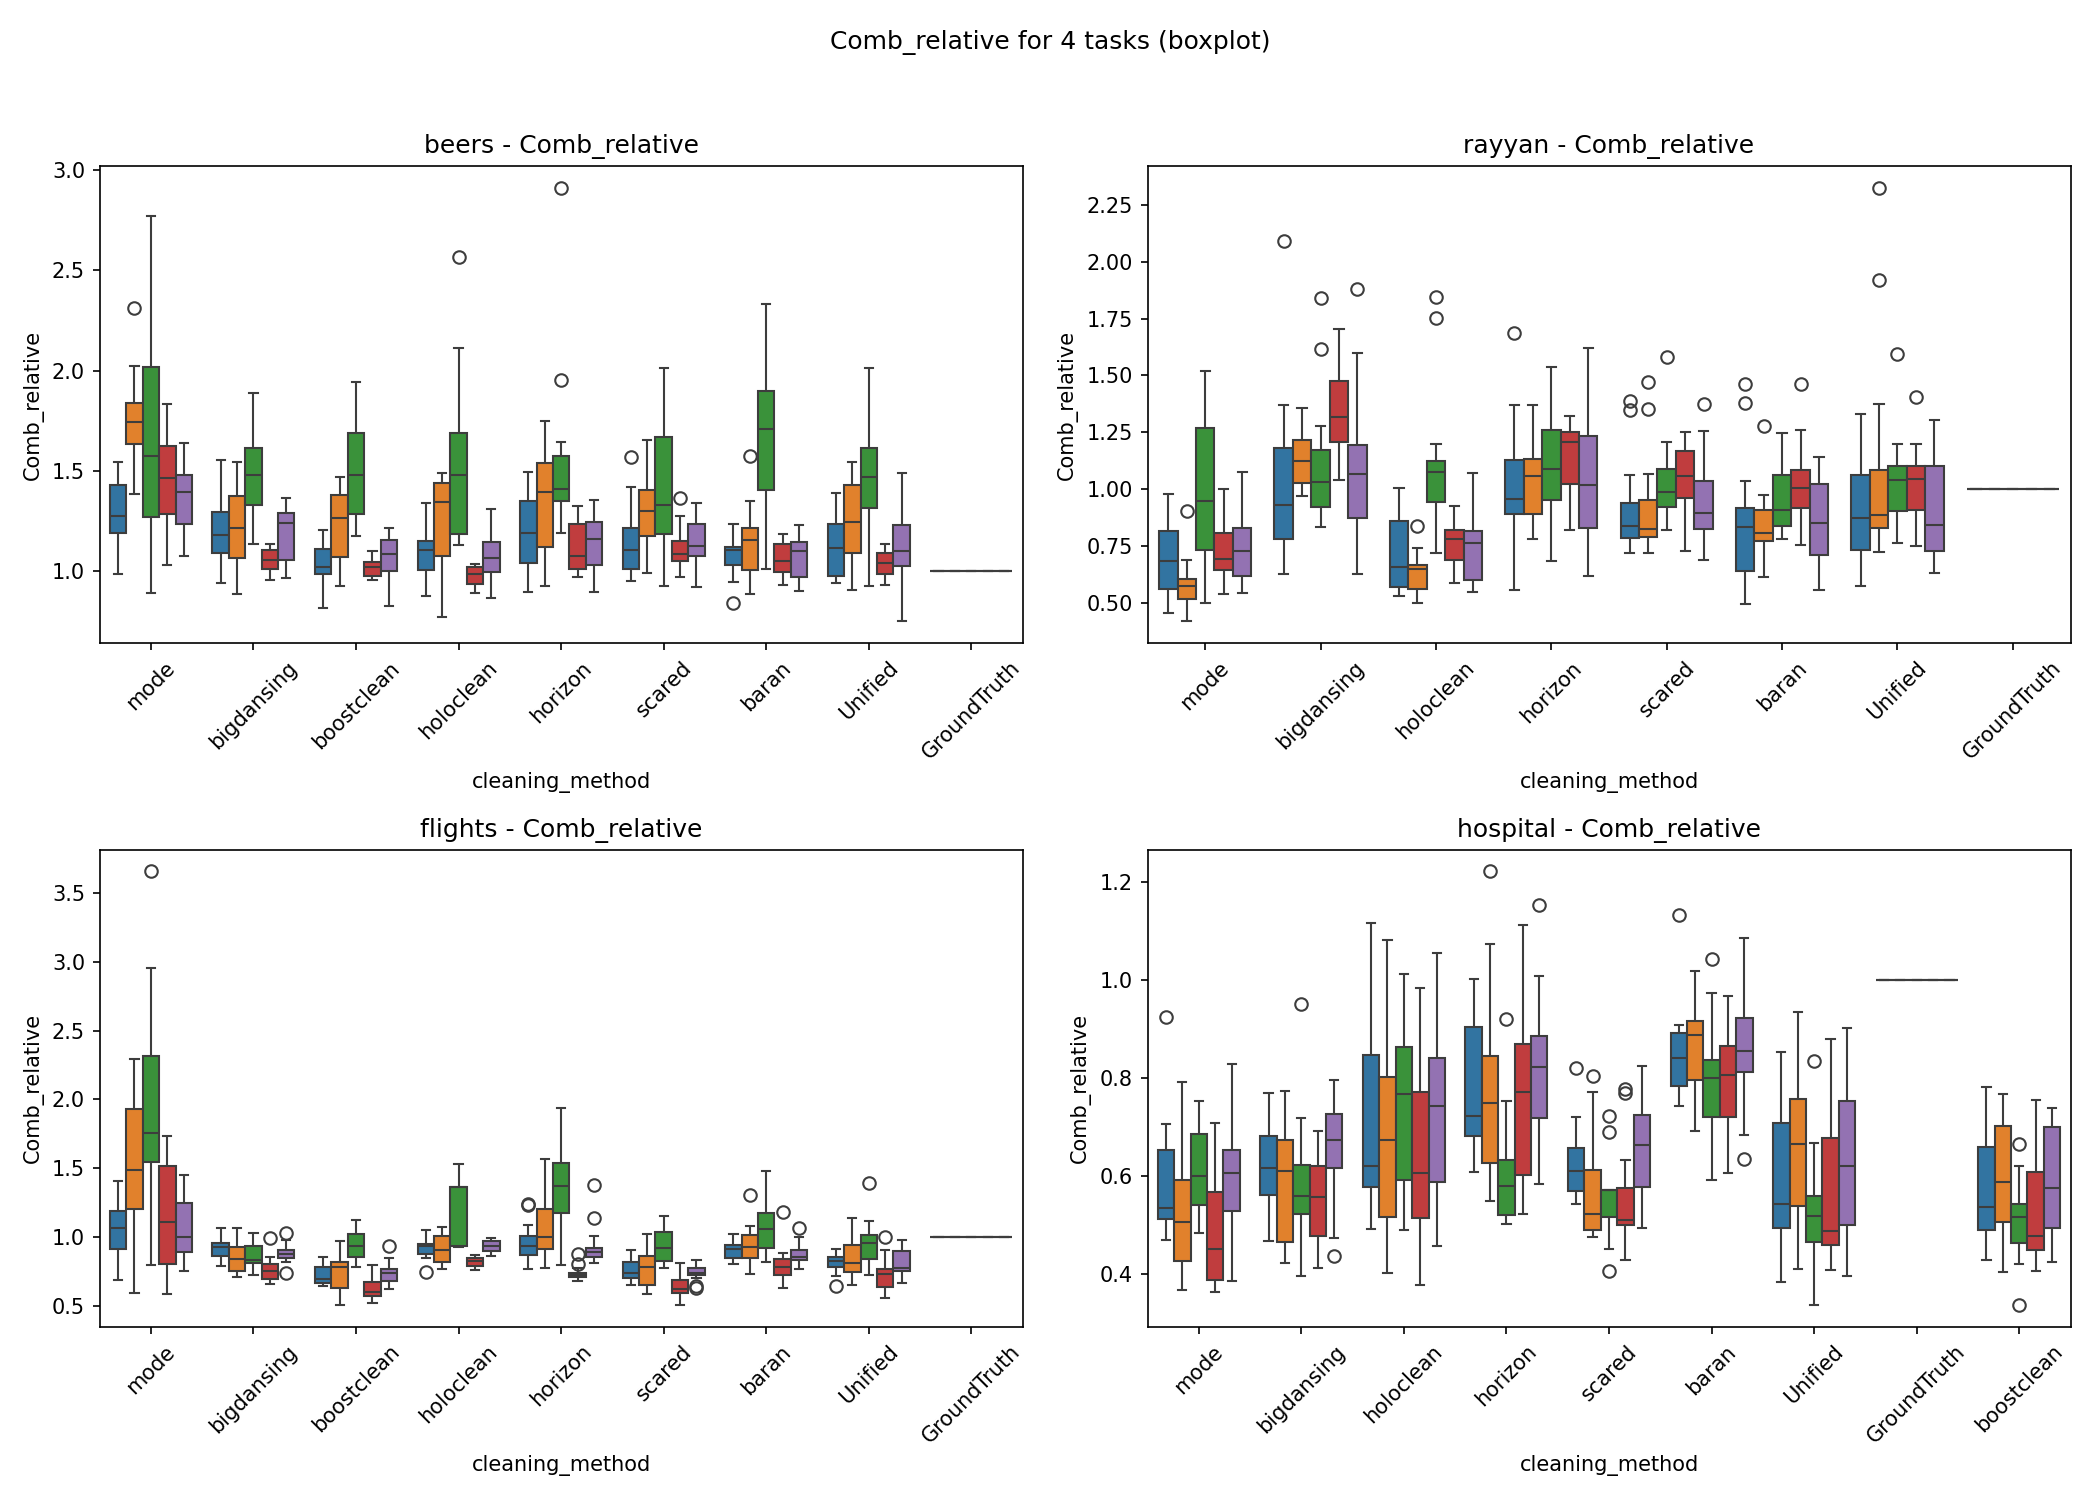 Comb_relative for 4 tasks (boxplot)
beers - Comb_relative
Comb_relative
3.0
2.5
2.0
1.5
1.0
mode
bigdansing
boostclean
holoclean
horizon
scared
baran
Unified
GroundTruth
cleaning_method
rayyan - Comb_relative
Comb_relative
2.25
2.00
1.75
1.50
1.25
1.00
0.75
0.50
mode
bigdansing
holoclean
horizon
scared
baran
Unified
GroundTruth
cleaning_method
flights - Comb_relative
Comb_relative
3.5
3.0
2.5
2.0
1.5
1.0
0.5
mode
bigdansing
boostclean
holoclean
horizon
scared
baran
Unified
GroundTruth
cleaning_method
hospital - Comb_relative
Comb_relative
1.2
1.0
0.8
0.6
0.4
mode
bigdansing
holoclean
horizon
scared
baran
Unified
GroundTruth
boostclean
cleaning_method